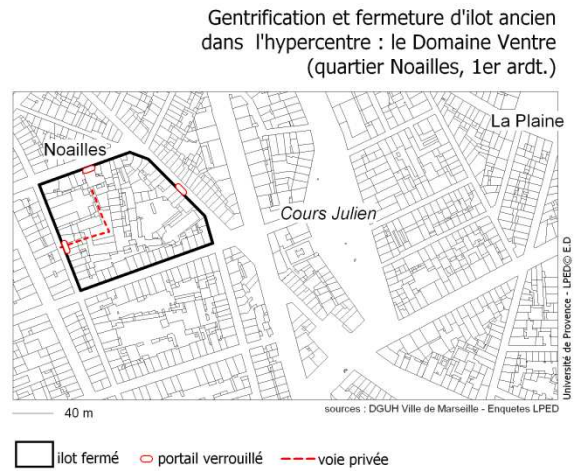 Gentrification et fermeture d'ilot ancien
dans l'hypercentre : le Domaine Ventre
(quartier Noailles, 1er ardt.)
La Plaine
Noailles
Cours Julien
Université de Provence - LPED© E.D
40 m
sources : DGUH Ville de Marseille - Enquetes LPED
ilot fermé
portail verrouillé
voie privée